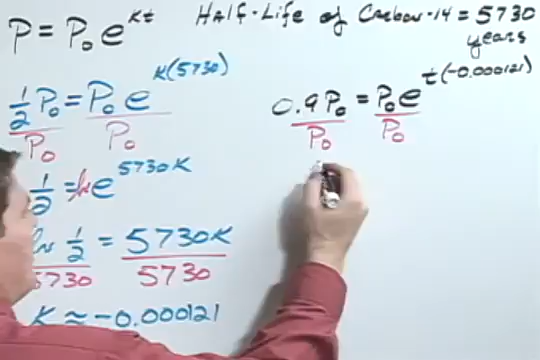 P = P₀e^Kt
Half-Life of Carbon-14 = 5730 years
½P₀ = P₀e^K(5730)
P₀ P₀
½ = e^5730K
½ = 5730K
5730 5730
K ≈ -0.000121
0.9P₀ = P₀e^t(-0.000121)
P₀ P₀